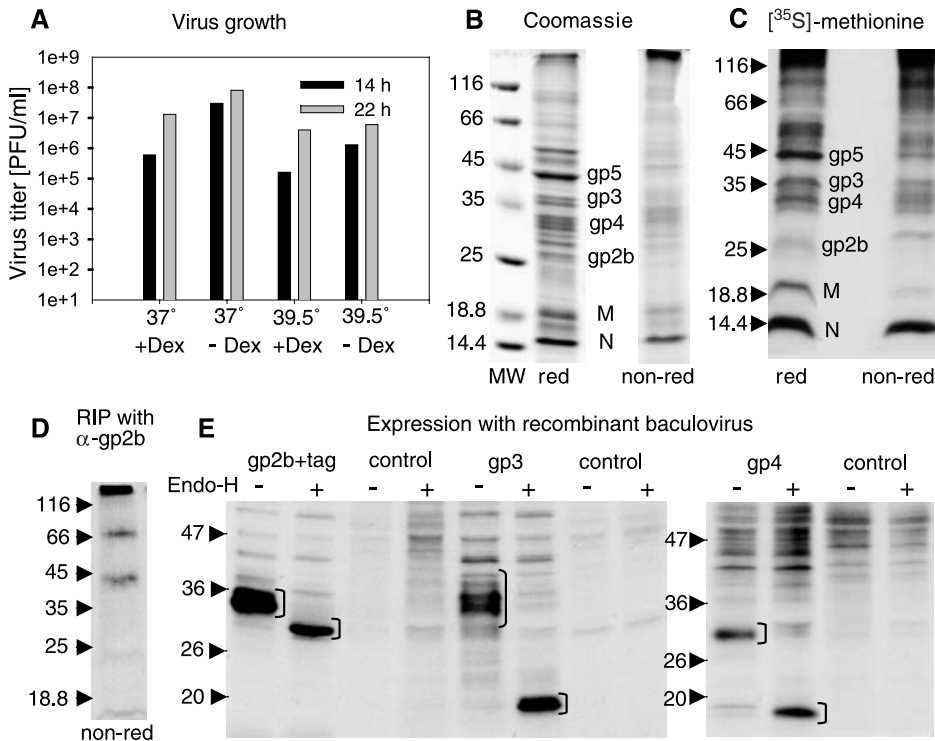 A Virus growth
1e+9
1e+8
1e+7
1e+6
1e+5
1e+4
1e+3
1e+2
1e+1
Virus titer [PFU/ml]
14 h
22 h
37° 37° 39.5° 39.5°
+Dex - Dex +Dex - Dex
B Coomassie
116
66
45
35
25
18.8
14.4
gp5
gp3
gp4
gp2b
M
N
MW red non-red
C [³⁵S]-methionine
116
66
45
35
25
18.8
14.4
gp5
gp3
gp4
gp2b
M
N
red non-red
D RIP with
α-gp2b
116
66
45
35
25
18.8
non-red
E Expression with recombinant baculovirus
gp2b+tag control gp3 control gp4 control
Endo-H - + - + - + - + - + - +
47
36
26
20
47
36
26
20